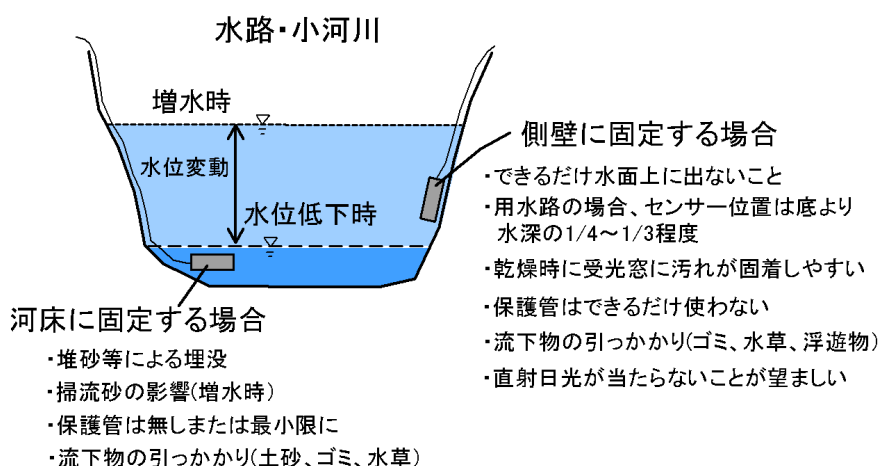 水路・小河川
増水時
水位変動
水位低下時
側壁に固定する場合
・できるだけ水面上に出ないこと
・用水路の場合、センサー位置は底より
水深の1/4～1/3程度
・乾燥時に受光窓に汚れが固着しやすい
・保護管はできるだけ使わない
・流下物の引っかかり(ゴミ、水草、浮遊物)
・直射日光が当たらないことが望ましい
河床に固定する場合
・堆砂等による埋没
・掃流砂の影響(増水時)
・保護管は無しまたは最小限に
・流下物の引っかかり(土砂、ゴミ、水草)